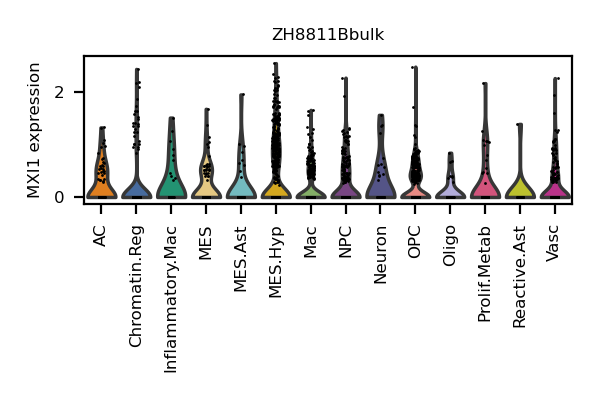 ZH8811Bbulk
MXI1 expression
2
0
AC
Chromatin.Reg
Inflammatory.Mac
MES
MES.Ast
MES.Hyp
Mac
NPC
Neuron
OPC
Oligo
Prolif.Metab
Reactive.Ast
Vasc